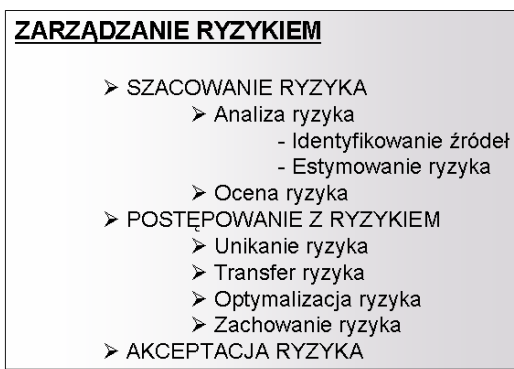 ZARZĄDZANIE RYZYKIEM
➢ SZACOWANIE RYZYKA
➢ Analiza ryzyka
- Identyfikowanie źródeł
- Estymowanie ryzyka
➢ Ocena ryzyka
➢ POSTĘPOWANIE Z RYZYKIEM
➢ Unikanie ryzyka
➢ Transfer ryzyka
➢ Optymalizacja ryzyka
➢ Zachowanie ryzyka
➢ AKCEPTACJA RYZYKA